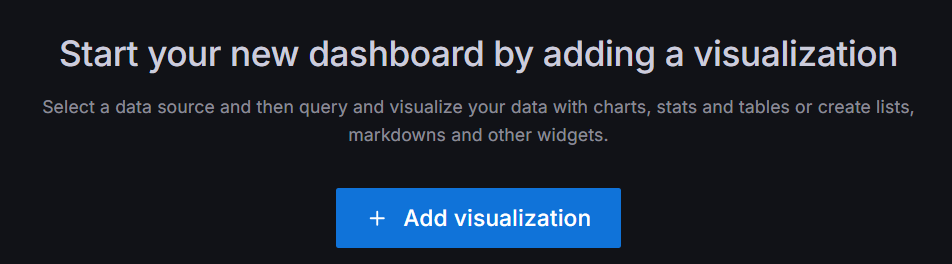 Start your new dashboard by adding a visualization
Select a data source and then query and visualize your data with charts, stats and tables or create lists,
markdowns and other widgets.
+ Add visualization